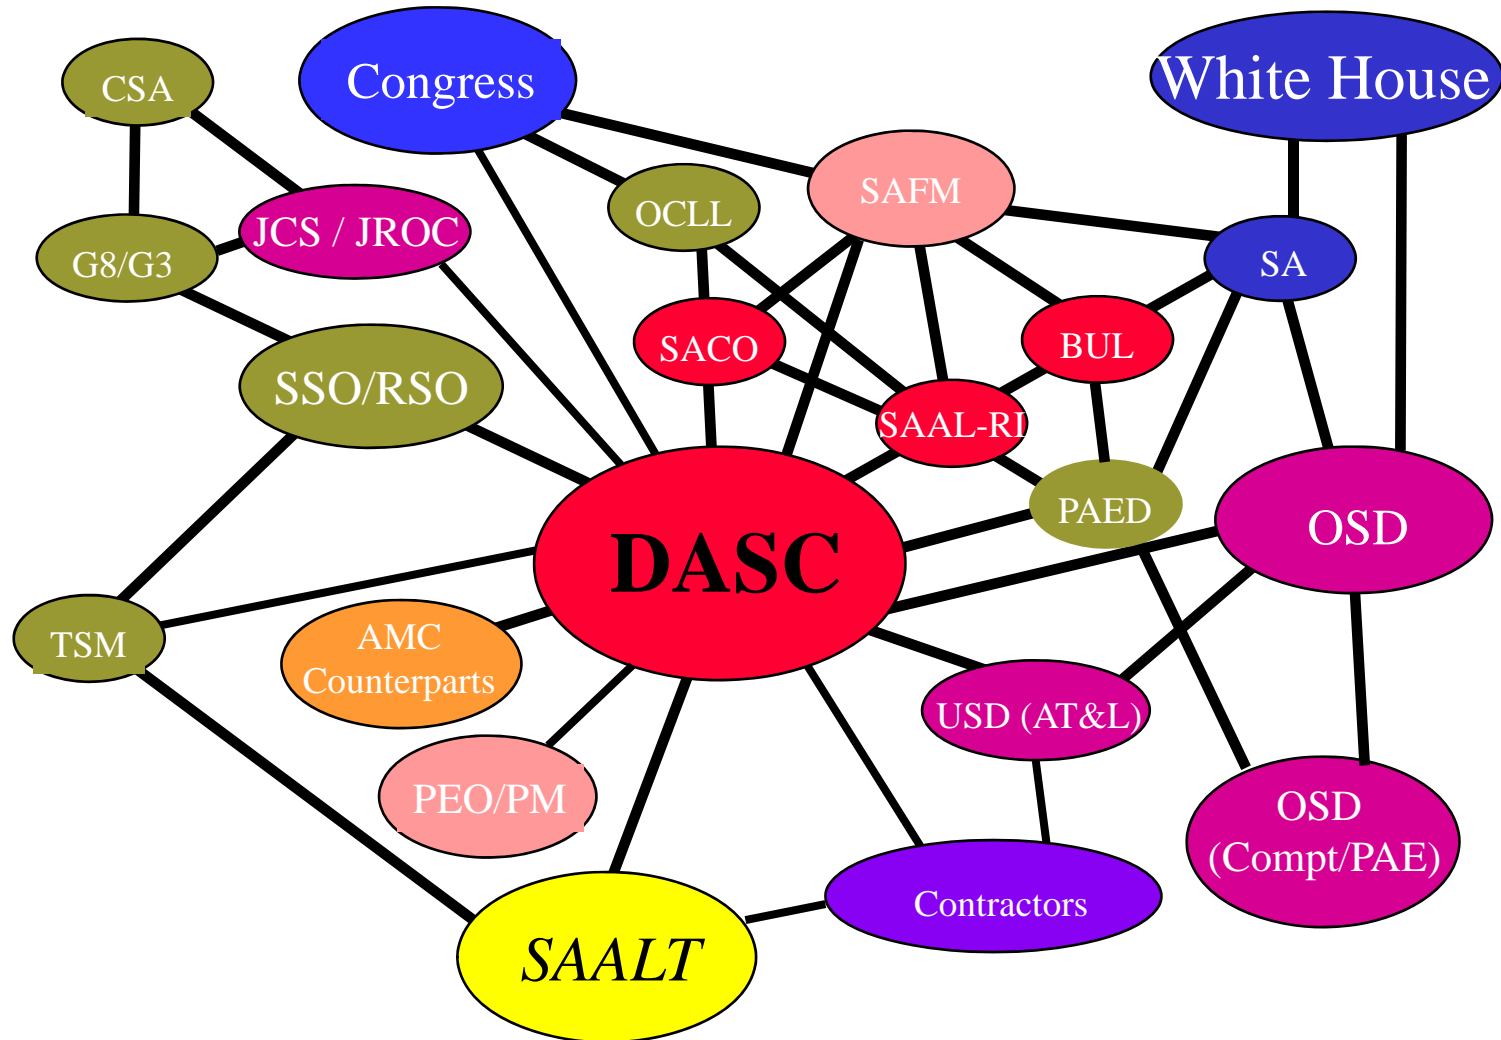 Congress
White House
CSA
SAFM
OCLL
JCS / JROC
G8/G3
SA
SACO
BUL
SSO/RSO
SAAL-RI
PAED
OSD
DASC
TSM
AMC
Counterparts
USD (AT&L)
PEO/PM
OSD
(Compt/PAE)
Contractors
SAALT